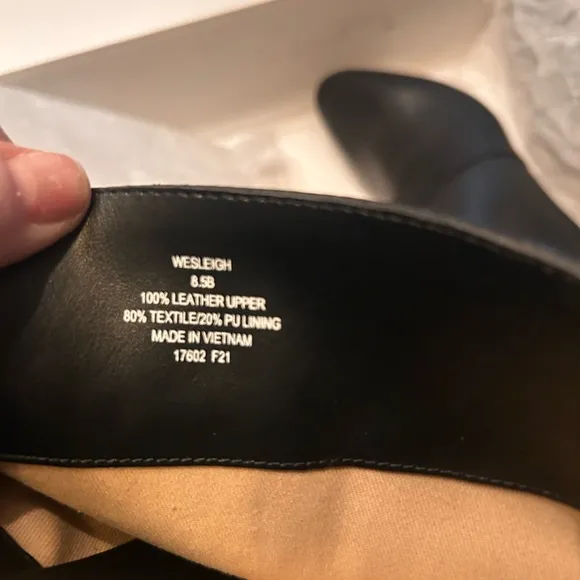 WESLEIGH
8.5B
100% LEATHER UPPER
80% TEXTILE/20% PU LINING
MADE IN VIETNAM
17602 F21